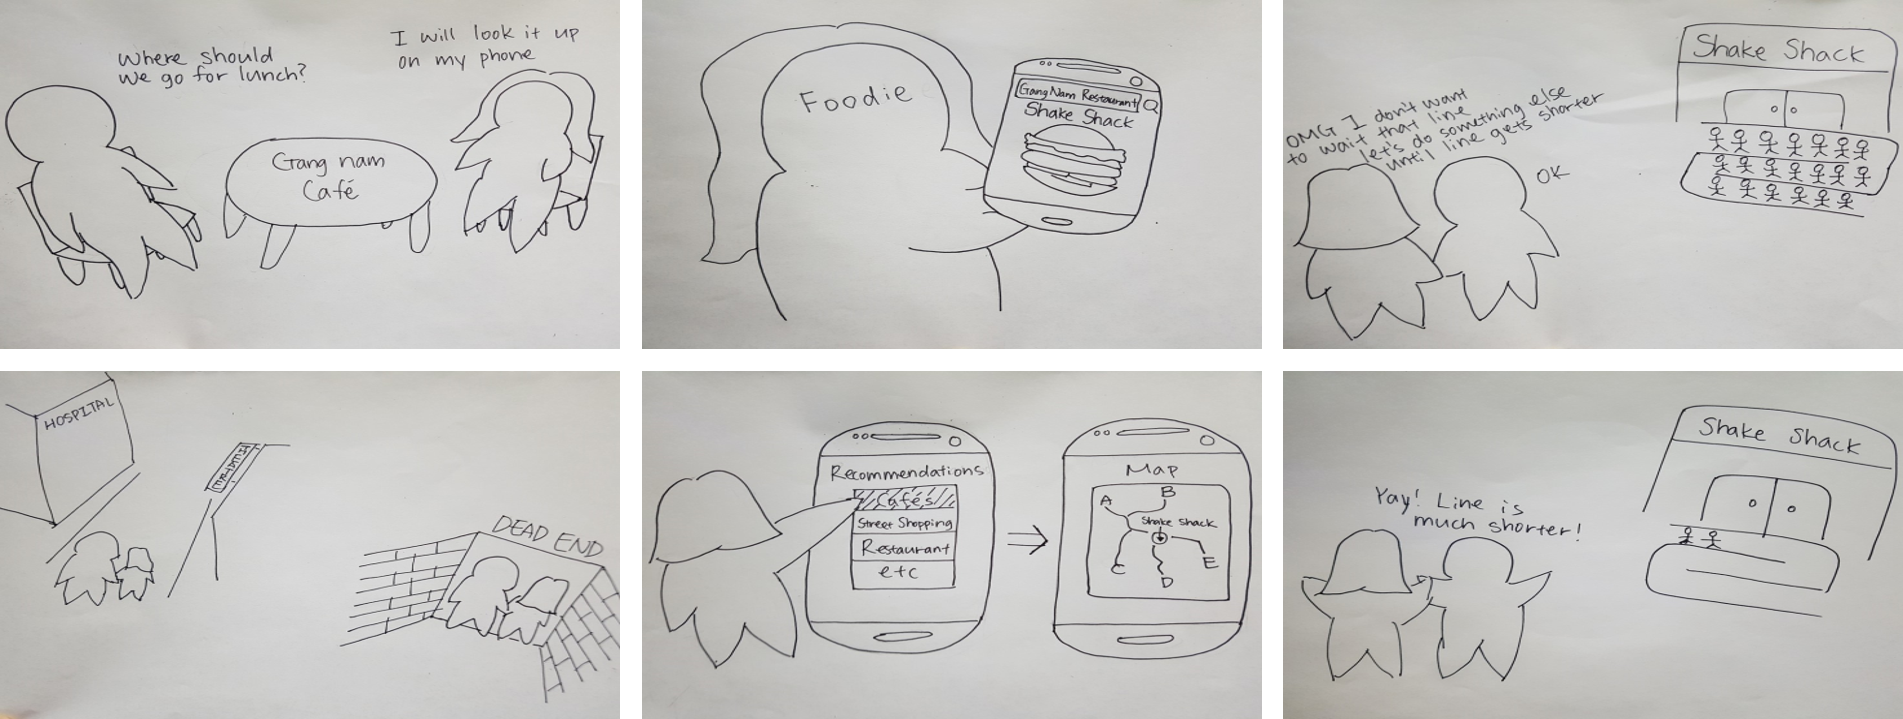 Where should
we go for lunch?
I will look it up
on my phone
Gang nam
Café
Foodie
GangNam Restaurant
Shake Shack
Shake Shack
OMG I don't want
to wait that line
let's do something else
until line gets shorter
OK
HOSPITAL
DEAD END
Recommendations
Cafés
Street Shopping
Restaurant
etc
Map
A
B
Shake Shack
C
D
E
Shake Shack
Yay! Line is
much shorter!